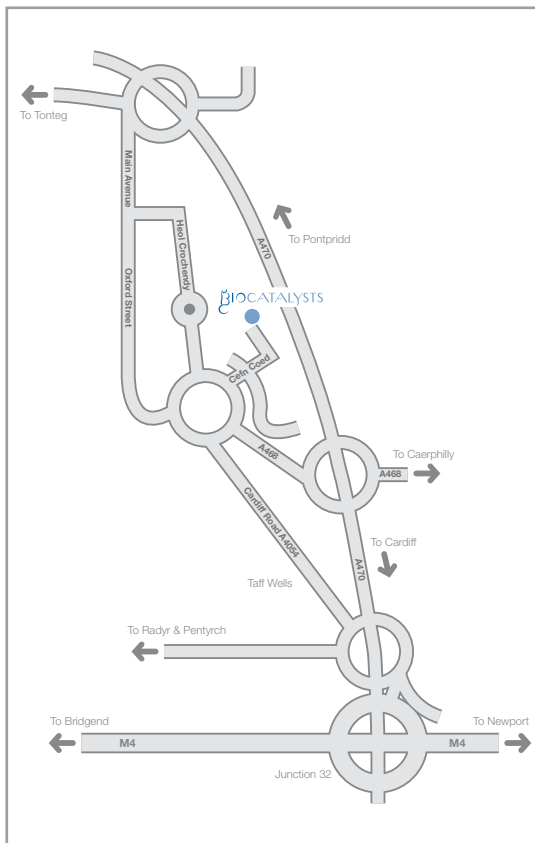 To Tonteg
Main Avenue
Heol Crochendy
A470
To Pontpridd
Oxford Street
BIOCATALYSTS
Cefn Coed
A468
To Caerphilly
A468
Cardiff Road A4054
To Cardiff
A470
Taff Wells
To Radyr & Pentyrch
To Bridgend
To Newport
M4
M4
Junction 32